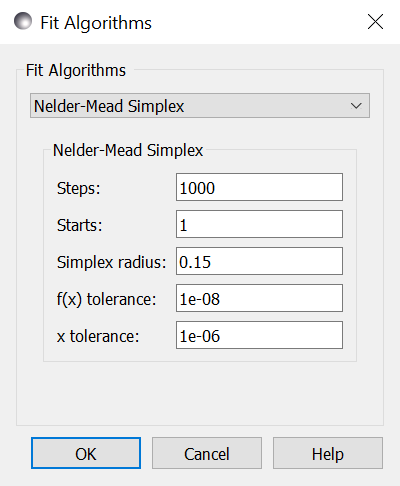 Fit Algorithms
Fit Algorithms
Nelder-Mead Simplex
Nelder-Mead Simplex
Steps: 1000
Starts: 1
Simplex radius: 0.15
f(x) tolerance: 1e-08
x tolerance: 1e-06
OK Cancel Help